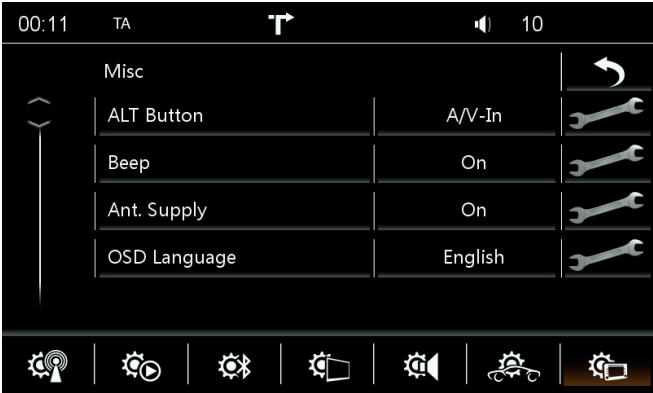 00:11 TA 10
Misc
ALT Button A/V-In
Beep On
Ant. Supply On
OSD Language English